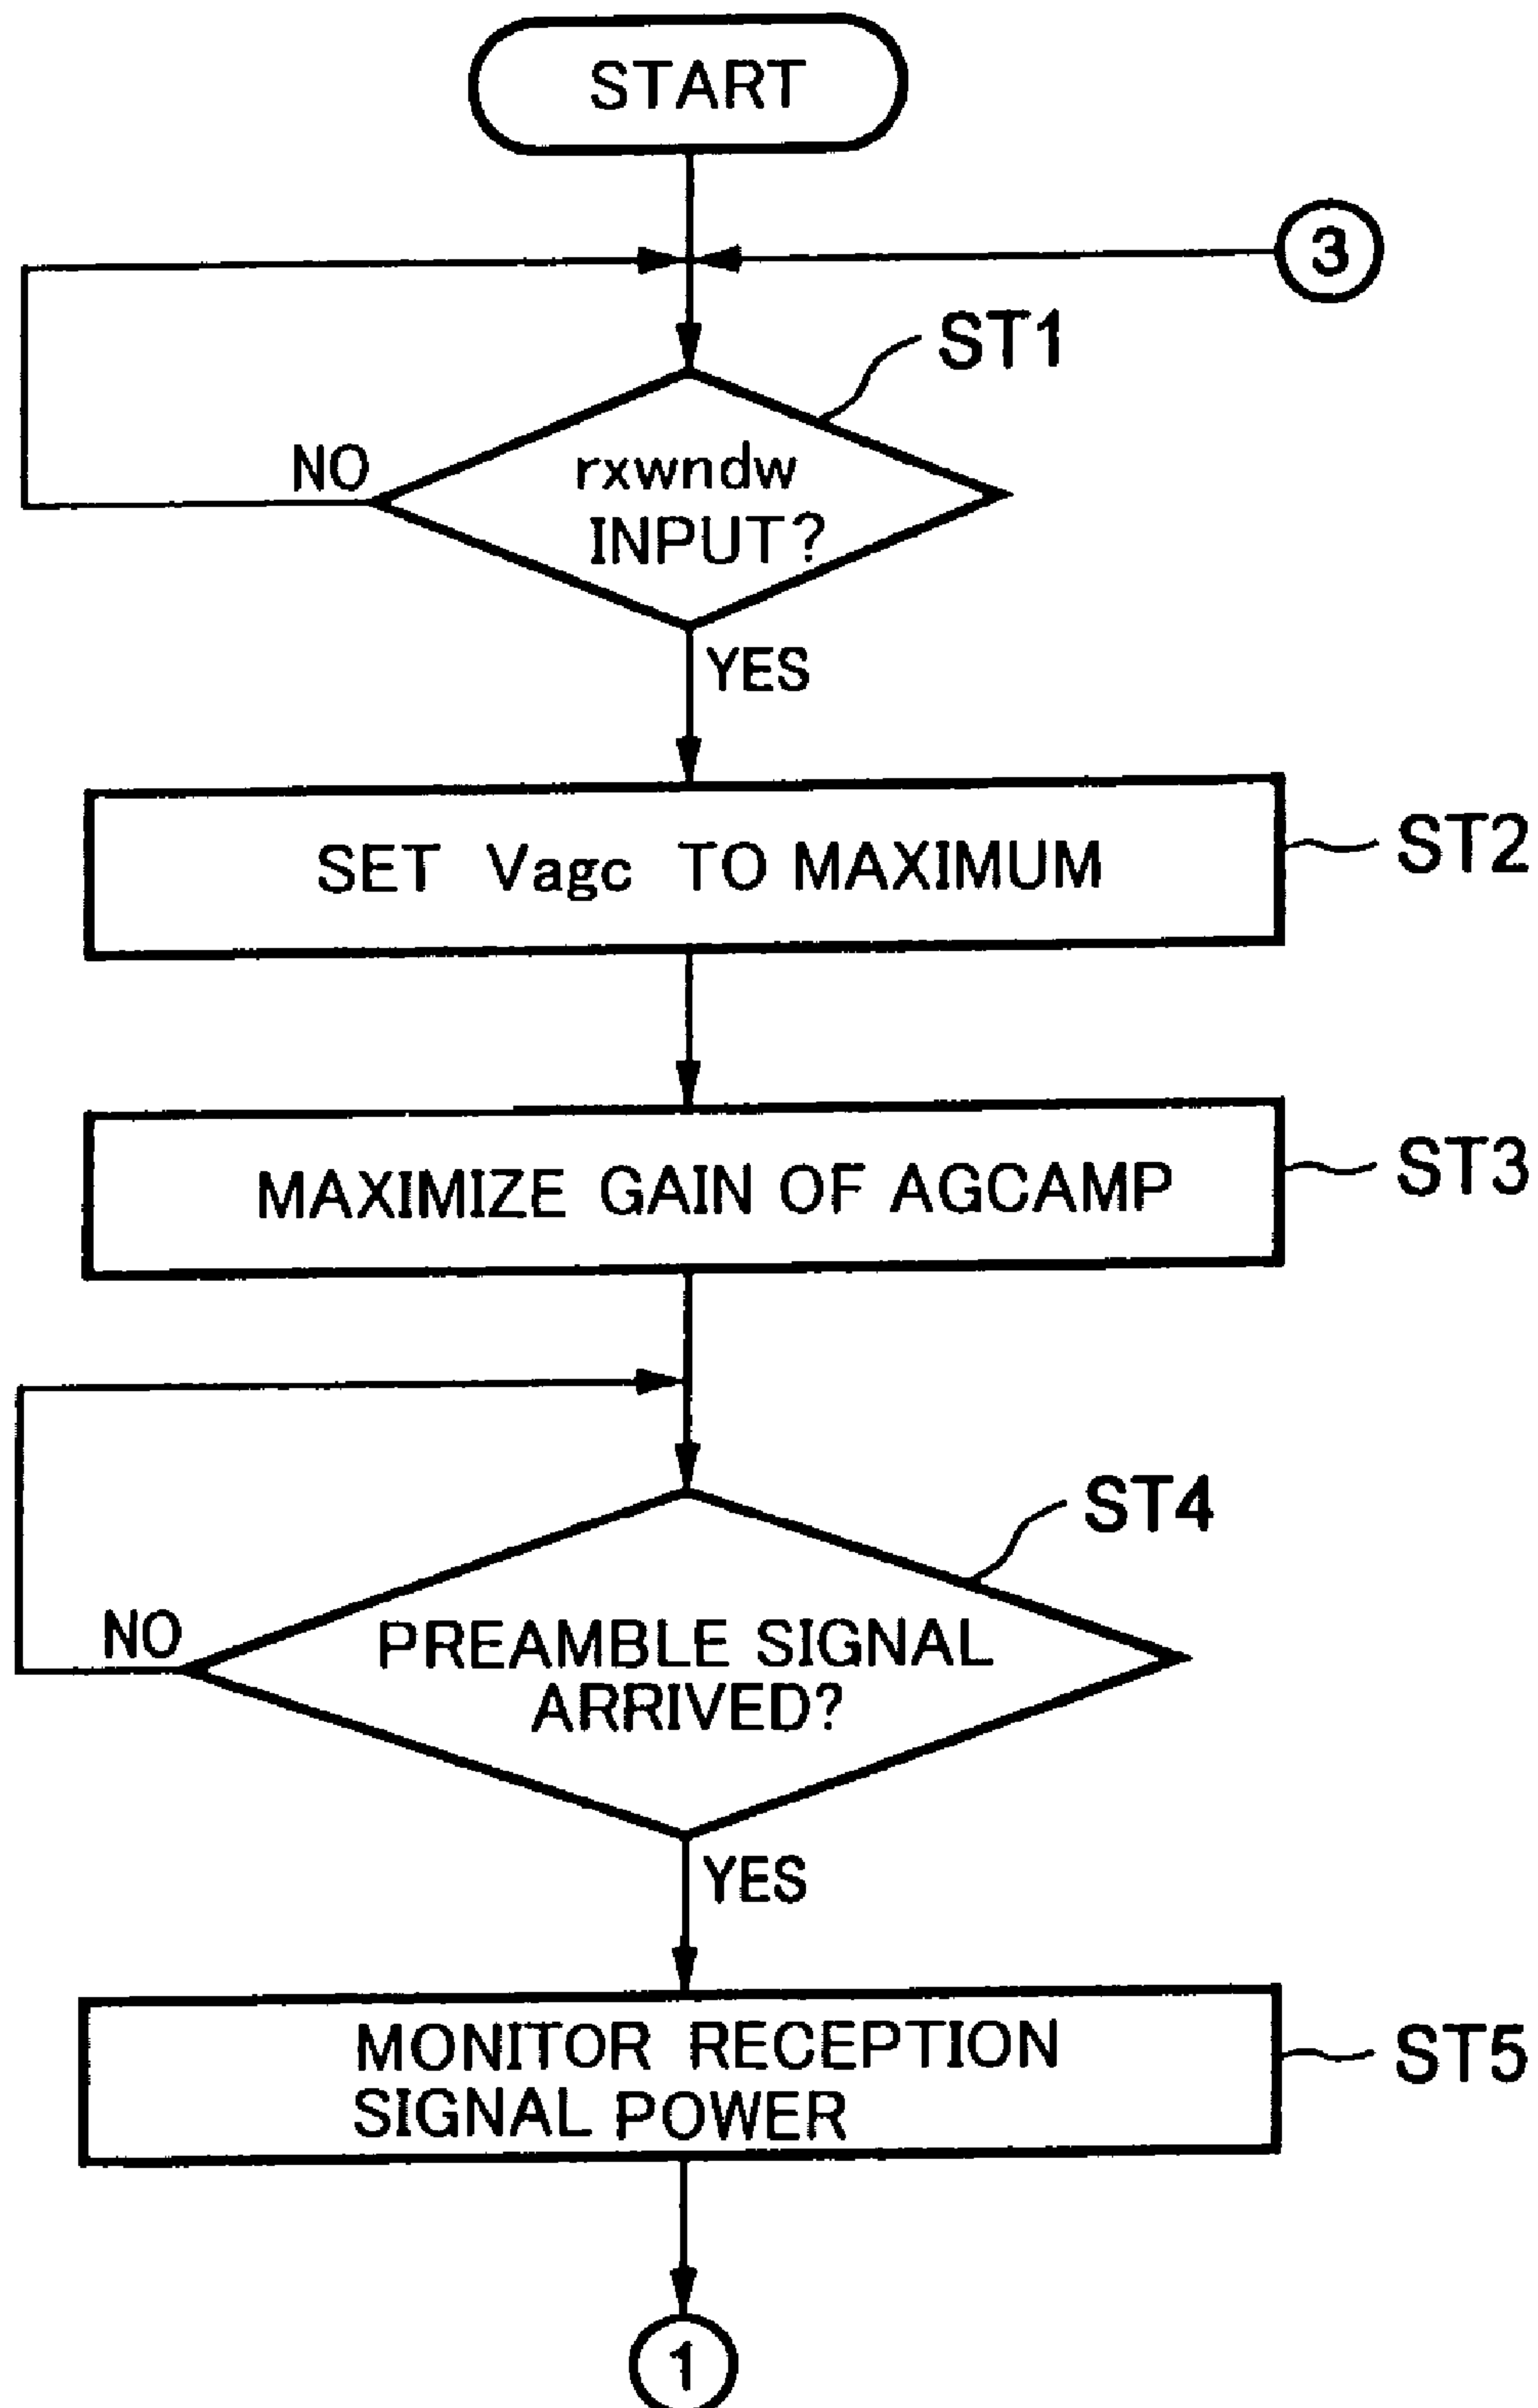 START
3
ST1
NO
rxwndw
INPUT?
YES
SET Vagc TO MAXIMUM
ST2
MAXIMIZE GAIN OF AGCAMP
ST3
ST4
NO
PREAMBLE SIGNAL
ARRIVED?
YES
MONITOR RECEPTION
SIGNAL POWER
ST5
1